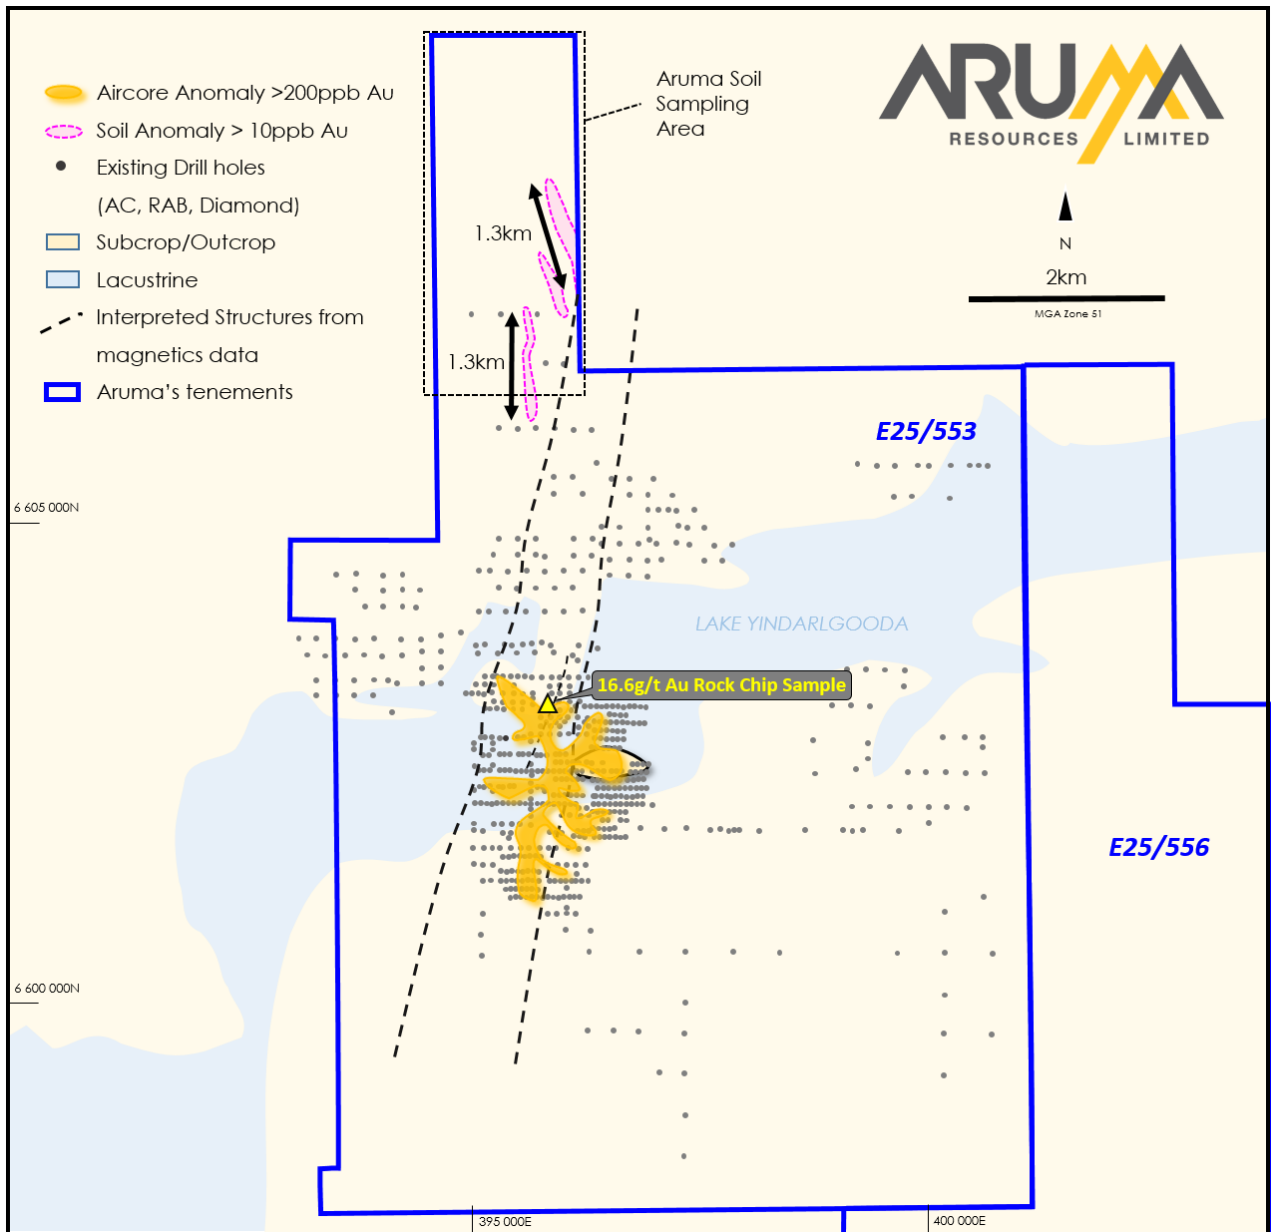 Aircore Anomaly >200ppb Au
Soil Anomaly > 10ppb Au
Existing Drill holes
(AC, RAB, Diamond)
Subcrop/Outcrop
Lacustrine
Interpreted Structures from
magnetics data
Aruma's tenements
Aruma Soil
Sampling
Area
ARUMA
RESOURCES LIMITED
N
2km
MGA Zone 51
1.3km
1.3km
E25/553
6 605 000N
LAKE YINDARLGOODA
16.6g/t Au Rock Chip Sample
E25/556
6 600 000N
395 000E
400 000E